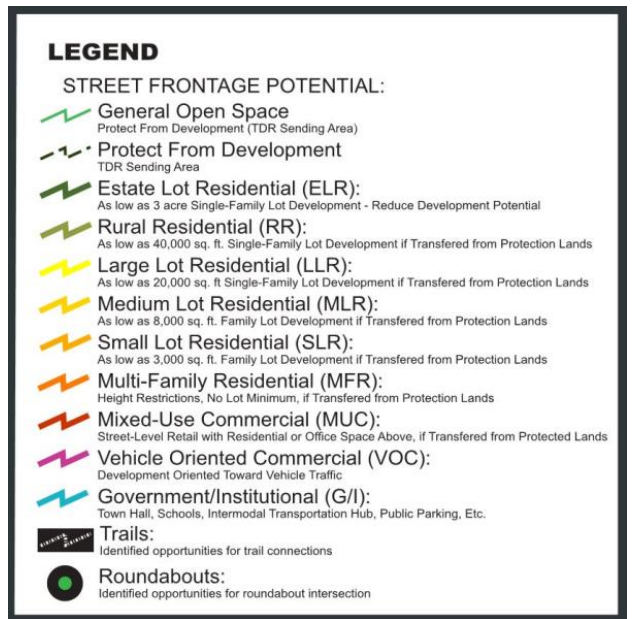 LEGEND
STREET FRONTAGE POTENTIAL:
General Open Space
Protect From Development (TDR Sending Area)
Protect From Development
TDR Sending Area
Estate Lot Residential (ELR):
As low as 3 acre Single-Family Lot Development - Reduce Development Potential
Rural Residential (RR):
As low as 40,000 sq. ft. Single-Family Lot Development if Transfered from Protection Lands
Large Lot Residential (LLR):
As low as 20,000 sq. ft Single-Family Lot Development if Transfered from Protection Lands
Medium Lot Residential (MLR):
As low as 8,000 sq. ft. Family Lot Development if Transfered from Protection Lands
Small Lot Residential (SLR):
As low as 3,000 sq. ft. Family Lot Development if Transfered from Protection Lands
Multi-Family Residential (MFR):
Height Restrictions, No Lot Minimum, if Transfered from Protection Lands
Mixed-Use Commercial (MUC):
Street-Level Retail with Residential or Office Space Above, if Transfered from Protected Lands
Vehicle Oriented Commercial (VOC):
Development Oriented Toward Vehicle Traffic
Government/Institutional (G/I):
Town Hall, Schools, Intermodal Transportation Hub, Public Parking, Etc.
Trails:
Identified opportunities for trail connections
Roundabouts:
Identified opportunities for roundabout intersection